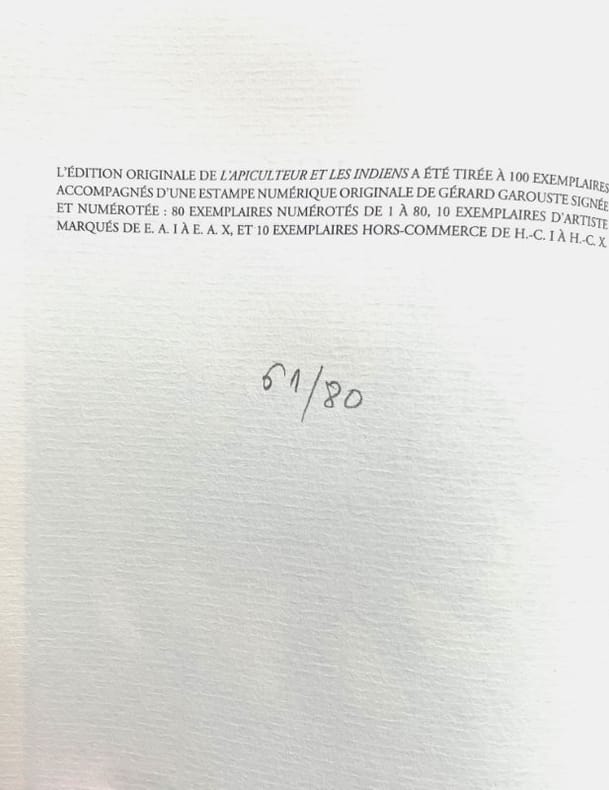 L'ÉDITION ORIGINALE DE L'APICULTEUR ET LES INDIENS A ÉTÉ TIRÉE À 100 EXEMPLAIRES
ACCOMPAGNÉS D'UNE ESTAMPE NUMÉRIQUE ORIGINALE DE GÉRARD GAROUSTE SIGNÉE
ET NUMÉROTÉE : 80 EXEMPLAIRES NUMÉROTÉS DE 1 À 80, 10 EXEMPLAIRES D'ARTISTE
MARQUÉS DE E. A. I À E. A. X, ET 10 EXEMPLAIRES HORS-COMMERCE DE H.-C. I À H.-C. X
61/80